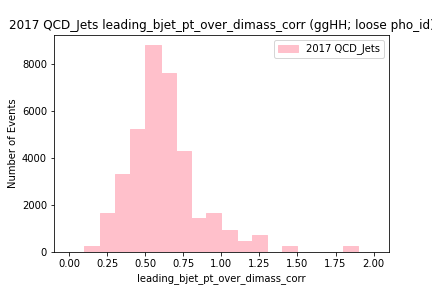 2017 QCD_Jets leading_bjet_pt_over_dimass_corr (ggHH; loose pho_id)
2017 QCD_Jets
Number of Events
8000
6000
4000
2000
0
0.00 0.25 0.50 0.75 1.00 1.25 1.50 1.75 2.00
leading_bjet_pt_over_dimass_corr